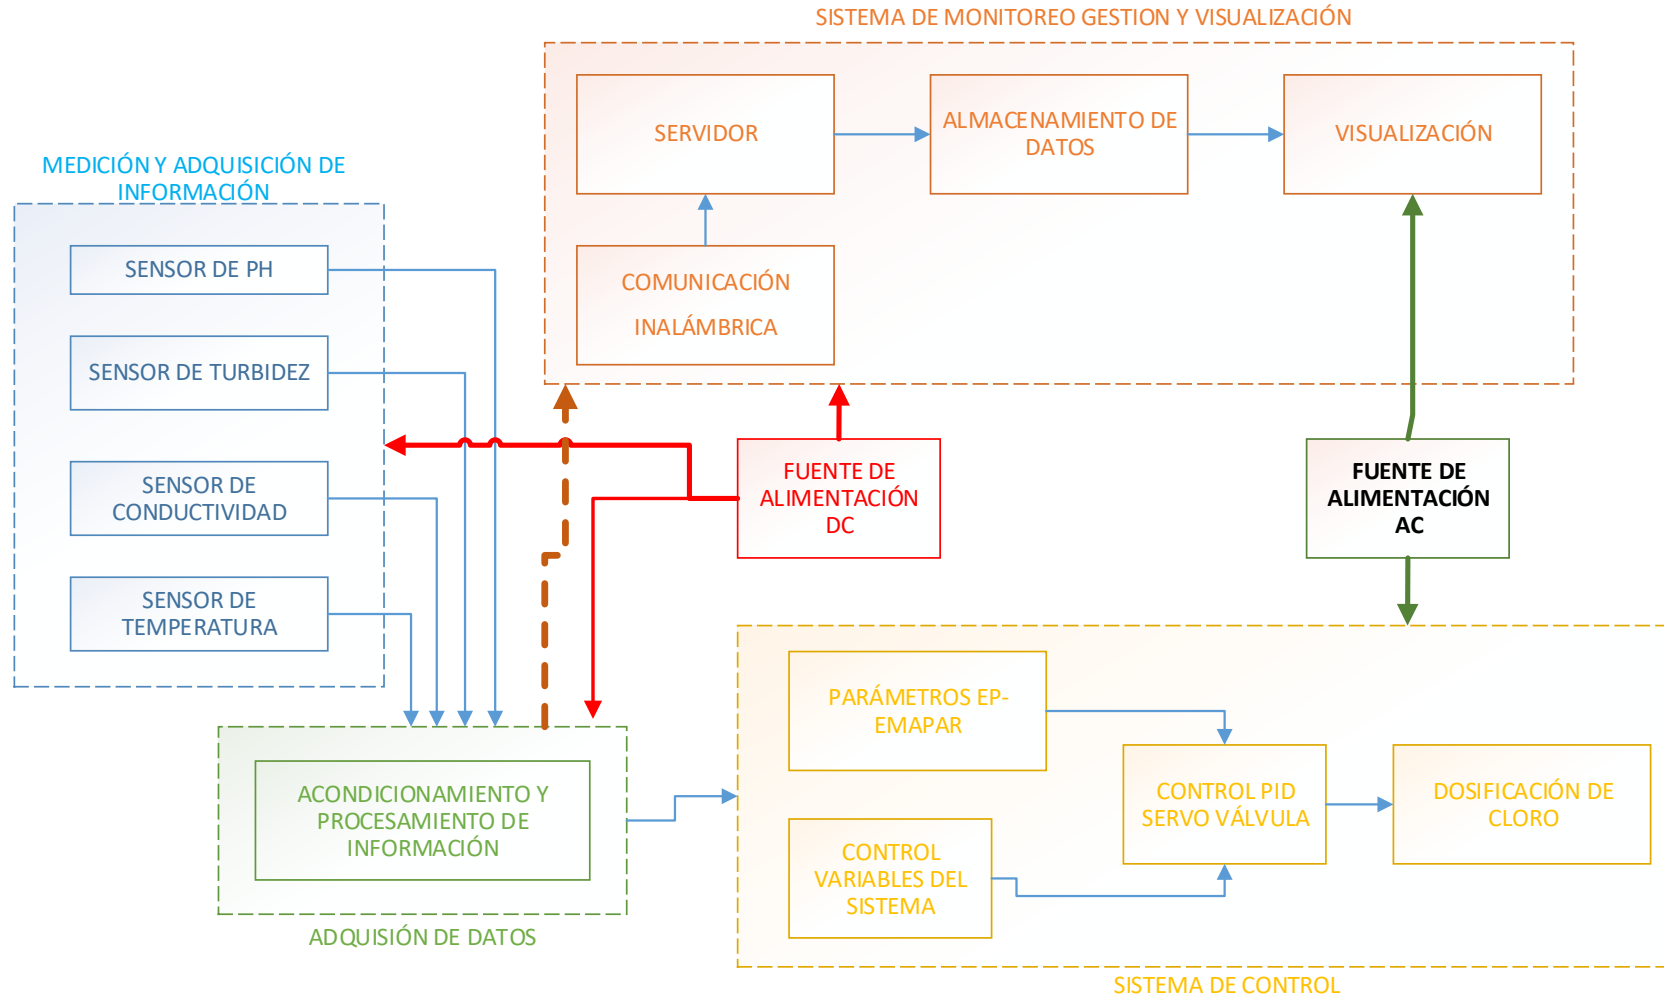 SISTEMA DE MONITOREO GESTION Y VISUALIZACIÓN
SERVIDOR
ALMACENAMIENTO DE
DATOS
VISUALIZACIÓN
COMUNICACIÓN
INALÁMBRICA
MEDICIÓN Y ADQUISICIÓN DE
INFORMACIÓN
SENSOR DE PH
SENSOR DE TURBIDEZ
SENSOR DE
CONDUCTIVIDAD
SENSOR DE
TEMPERATURA
FUENTE DE
ALIMENTACIÓN
DC
FUENTE DE
ALIMENTACIÓN
AC
ACONDICIONAMIENTO Y
PROCESAMIENTO DE
INFORMACIÓN
ADQUISIÓN DE DATOS
PARÁMETROS EP-
EMAPAR
CONTROL
VARIABLES DEL
SISTEMA
CONTROL PID
SERVO VÁLVULA
DOSIFICACIÓN DE
CLORO
SISTEMA DE CONTROL